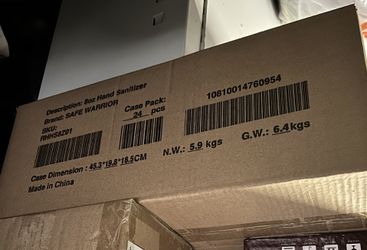 Description: 8oz Hand Sanitizer
Brand: SAFE WARRIOR
SKU:
RHHS8Z01
Case Pack:
24 pcs
10810014760954
Case Dimension : 45.3*19.8*18.5CM
Made in China
N.W.: 5.9 kgs
G.W.: 6.4kgs